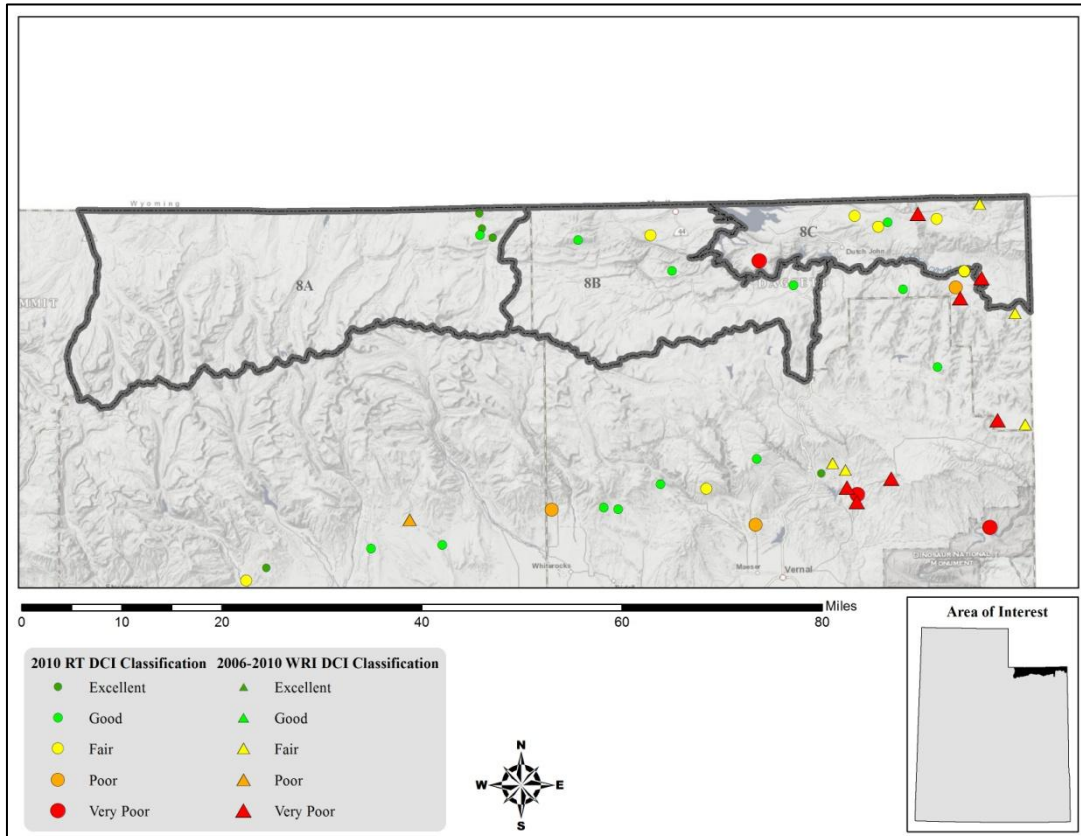 Wyoming
44
8A
8B
8C
Dutch John
DAGGETT
MMIT
Whiterocks
Maeser
Vernal
DINOSAUR NATIONAL
MONUMENT
Miles
0 10 20 40 60 80
Area of Interest
2010 RT DCI Classification 2006-2010 WRI DCI Classification
Excellent Excellent
Good Good
Fair Fair
Poor Poor
Very Poor Very Poor
N
W E
S